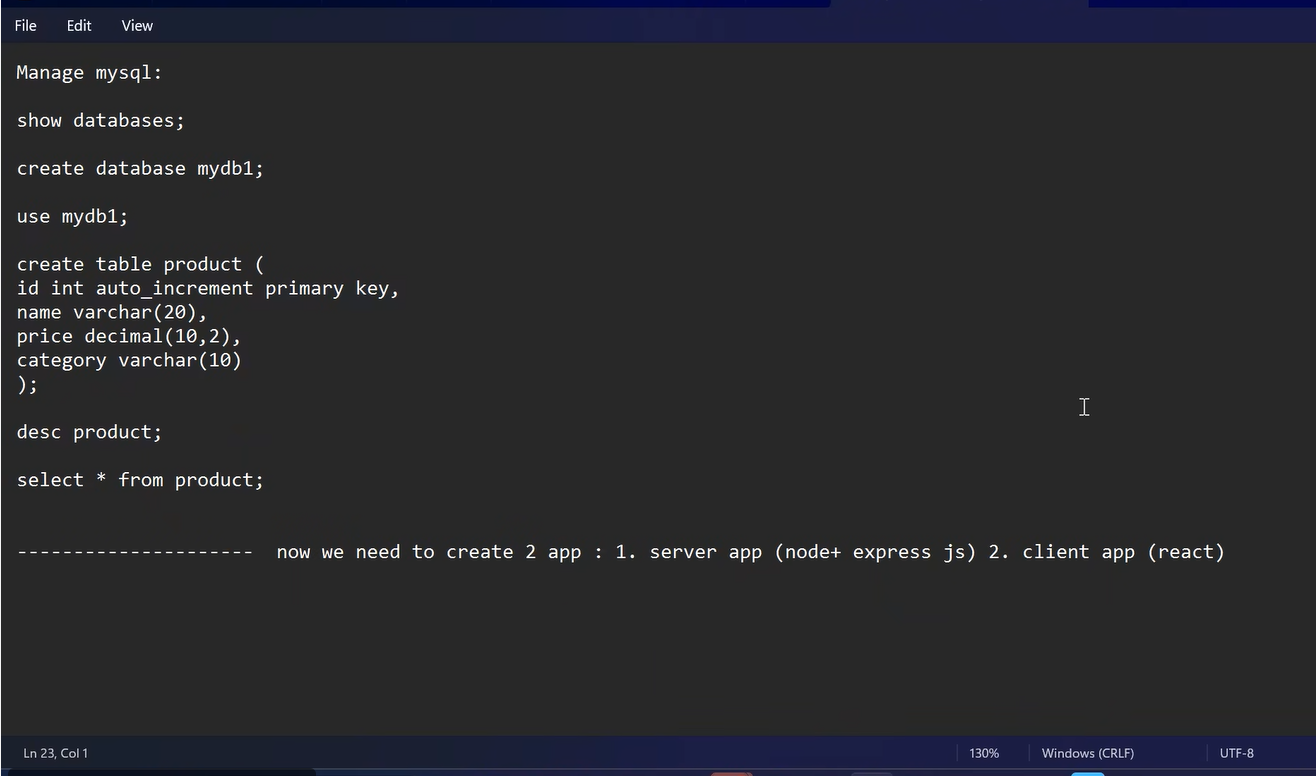 File Edit View
Manage mysql:
show databases;
create database mydb1;
use mydb1;
create table product (
id int auto_increment primary key,
name varchar(20),
price decimal(10,2),
category varchar(10)
);
desc product;
select * from product;
--------------------- now we need to create 2 app : 1. server app (node+ express js) 2. client app (react)
Ln 23, Col 1 130% Windows (CRLF) UTF-8